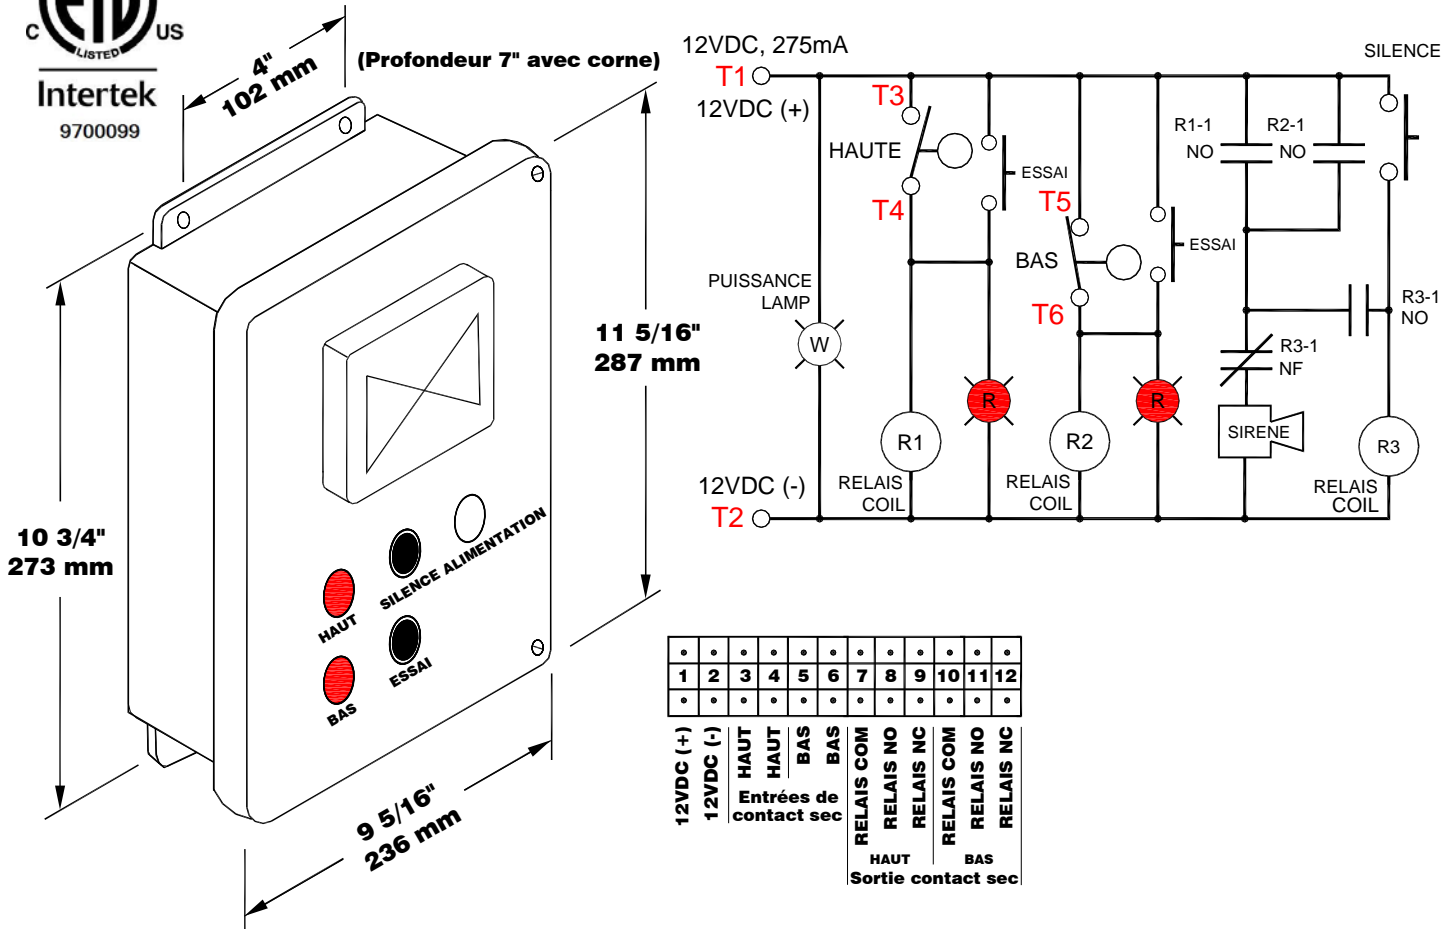 C ETL US
LISTED
Intertek
9700099
4"
102 mm
(Profondeur 7" avec corne)
11 5/16"
287 mm
10 3/4"
273 mm
9 5/16"
236 mm
SILENCE ALIMENTATION
HAUT
ESSAI
BAS
12VDC, 275mA
T1
12VDC (+)
SILENCE
T3
HAUTE
T4
ESSAI
T5
BAS
T6
ESSAI
R1-1
NO
R2-1
NO
PUISSANCE
LAMP
W
R3-1
NO
R3-1
NF
R
R
R1
R2
SIRENE
R3
RELAIS
COIL
RELAIS
COIL
RELAIS
COIL
12VDC (-)
T2
1 2 3 4 5 6 7 8 9 10 11 12
12VDC (+)
12VDC (-)
HAUT
HAUT
BAS
BAS
RELAIS COM
RELAIS NO
RELAIS NC
RELAIS COM
RELAIS NO
RELAIS NC
Entrées de
contact sec
HAUT
BAS
Sortie contact sec